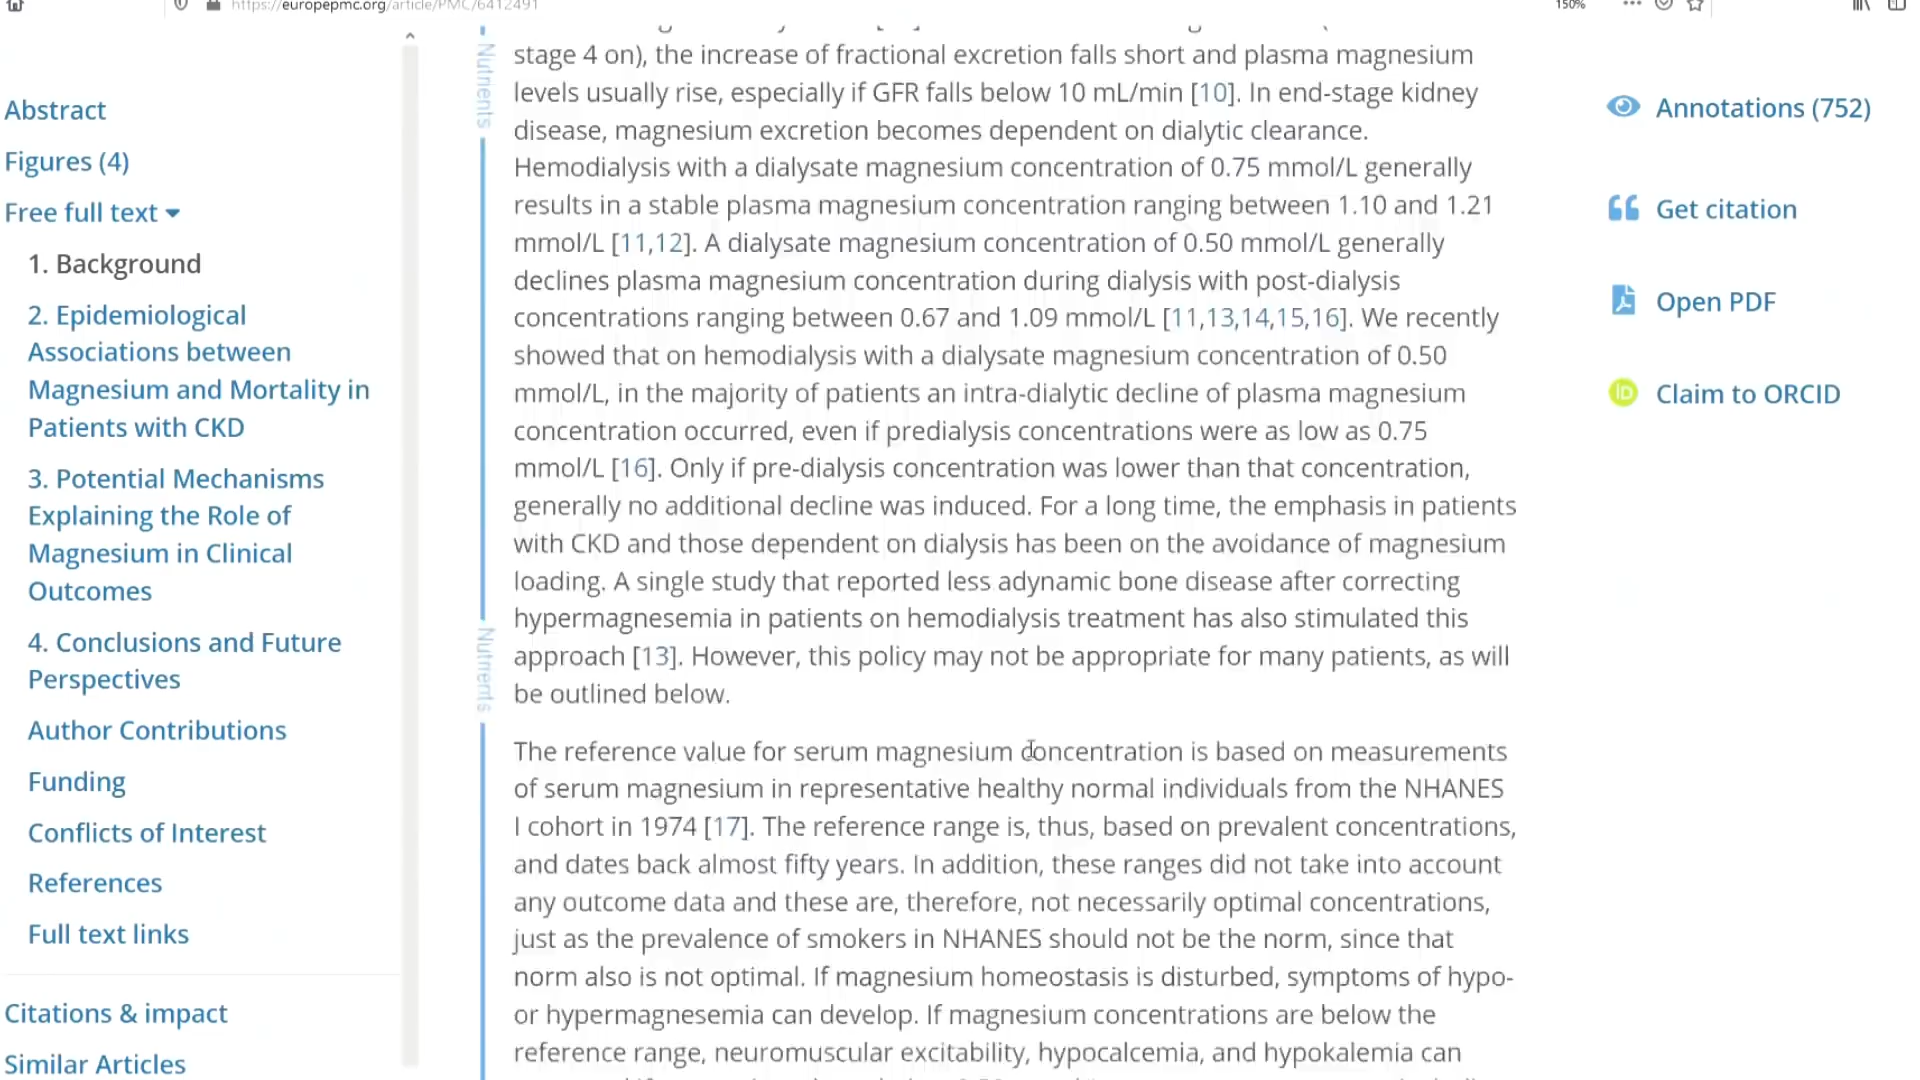 https://europepmc.org/article/PMC/6412491
150%
Abstract
Figures (4)
Free full text
1. Background
2. Epidemiological
Associations between
Magnesium and Mortality in
Patients with CKD
3. Potential Mechanisms
Explaining the Role of
Magnesium in Clinical
Outcomes
4. Conclusions and Future
Perspectives
Author Contributions
Funding
Conflicts of Interest
References
Full text links
Citations & impact
Similar Articles
Nutrients
Nutrients
stage 4 on), the increase of fractional excretion falls short and plasma magnesium
levels usually rise, especially if GFR falls below 10 mL/min [10]. In end-stage kidney
disease, magnesium excretion becomes dependent on dialytic clearance.
Hemodialysis with a dialysate magnesium concentration of 0.75 mmol/L generally
results in a stable plasma magnesium concentration ranging between 1.10 and 1.21
mmol/L [11,12]. A dialysate magnesium concentration of 0.50 mmol/L generally
declines plasma magnesium concentration during dialysis with post-dialysis
concentrations ranging between 0.67 and 1.09 mmol/L [11,13,14,15,16]. We recently
showed that on hemodialysis with a dialysate magnesium concentration of 0.50
mmol/L, in the majority of patients an intra-dialytic decline of plasma magnesium
concentration occurred, even if predialysis concentrations were as low as 0.75
mmol/L [16]. Only if pre-dialysis concentration was lower than that concentration,
generally no additional decline was induced. For a long time, the emphasis in patients
with CKD and those dependent on dialysis has been on the avoidance of magnesium
loading. A single study that reported less adynamic bone disease after correcting
hypermagnesemia in patients on hemodialysis treatment has also stimulated this
approach [13]. However, this policy may not be appropriate for many patients, as will
be outlined below.
The reference value for serum magnesium concentration is based on measurements
of serum magnesium in representative healthy normal individuals from the NHANES
I cohort in 1974 [17]. The reference range is, thus, based on prevalent concentrations,
and dates back almost fifty years. In addition, these ranges did not take into account
any outcome data and these are, therefore, not necessarily optimal concentrations,
just as the prevalence of smokers in NHANES should not be the norm, since that
norm also is not optimal. If magnesium homeostasis is disturbed, symptoms of hypo-
or hypermagnesemia can develop. If magnesium concentrations are below the
reference range, neuromuscular excitability, hypocalcemia, and hypokalemia can
Annotations (752)
Get citation
Open PDF
iD
Claim to ORCID